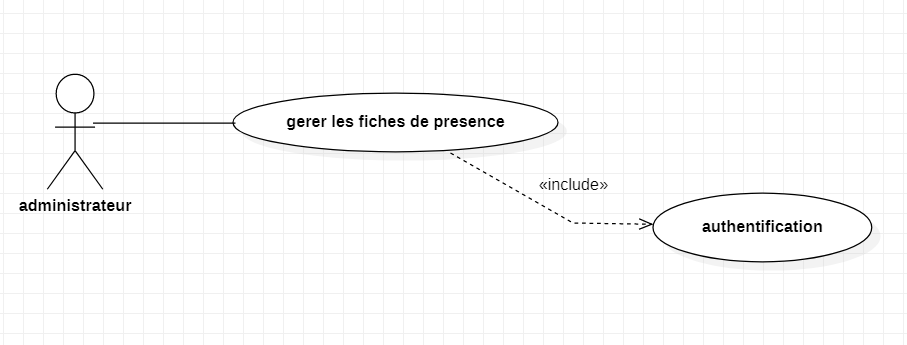 gerer les fiches de presence
«include»
administrateur
authentification